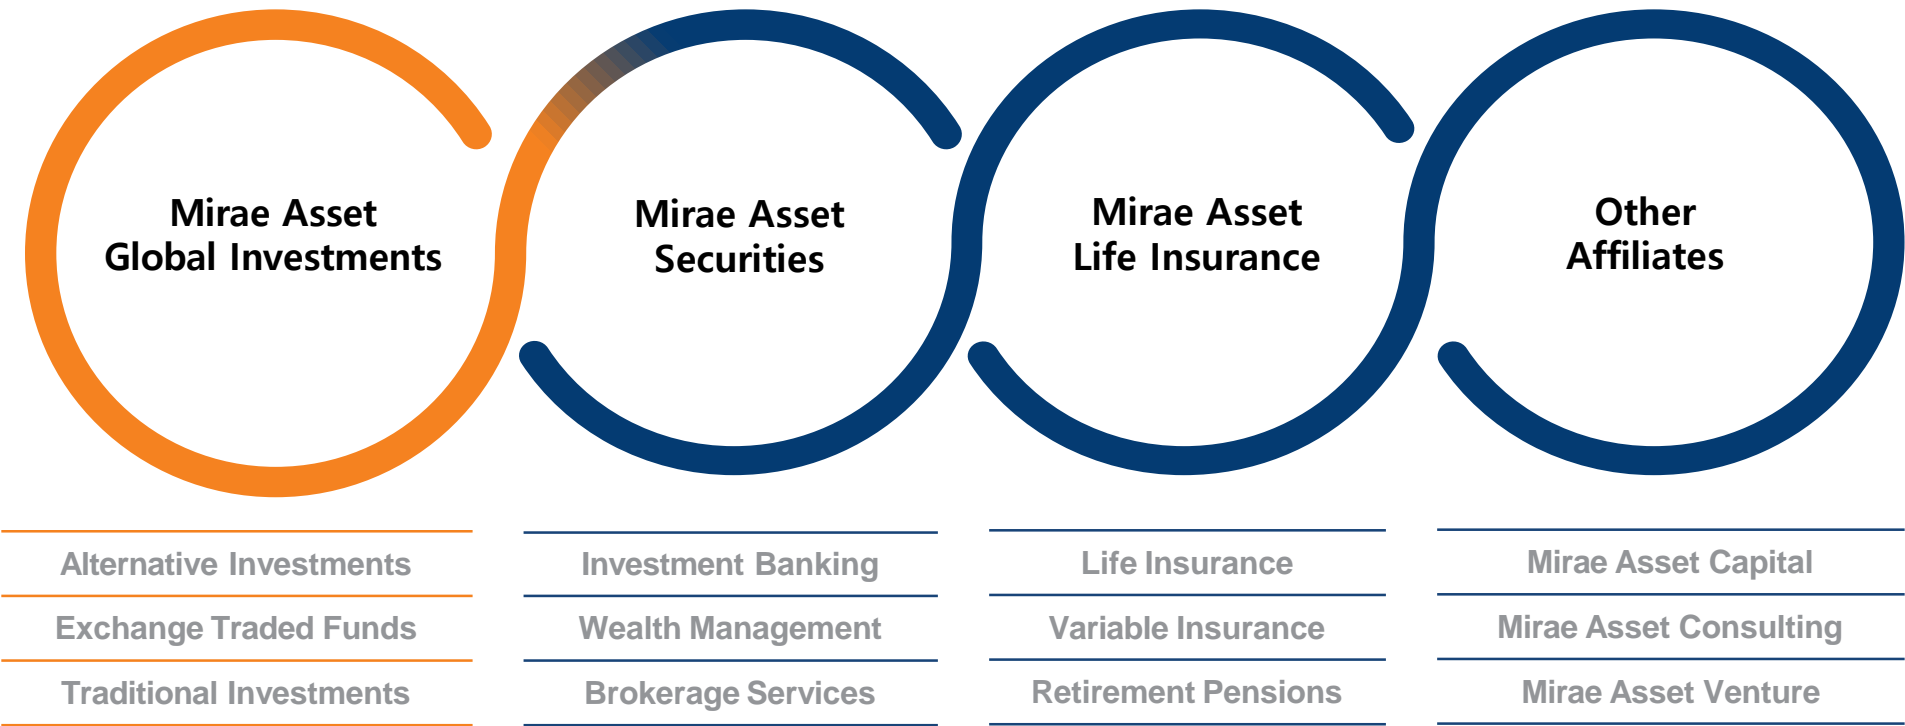 Mirae Asset
Global Investments
Mirae Asset
Securities
Mirae Asset
Life Insurance
Other
Affiliates
Alternative Investments
Exchange Traded Funds
Traditional Investments
Investment Banking
Wealth Management
Brokerage Services
Life Insurance
Variable Insurance
Retirement Pensions
Mirae Asset Capital
Mirae Asset Consulting
Mirae Asset Venture